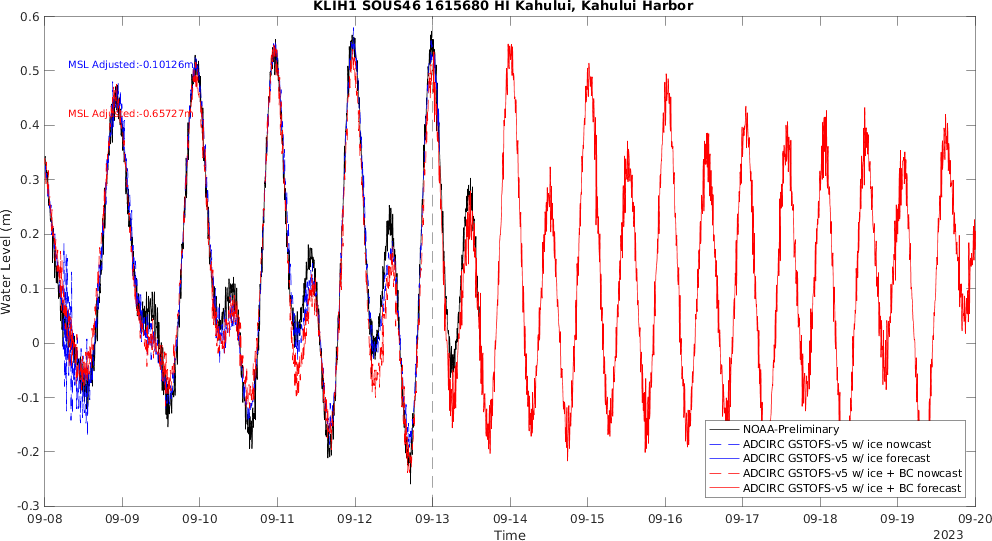 KLIH1 SOUS46 1615680 HI Kahului, Kahului Harbor
0.6
0.5
0.4
0.3
0.2
0.1
0
-0.1
-0.2
-0.3
Water Level (m)
MSL Adjusted:-0.10126m
MSL Adjusted:-0.65727m
NOAA-Preliminary
ADCIRC GSTOFS-v5 w/ ice nowcast
ADCIRC GSTOFS-v5 w/ ice forecast
ADCIRC GSTOFS-v5 w/ ice + BC nowcast
ADCIRC GSTOFS-v5 w/ ice + BC forecast
09-08 09-09 09-10 09-11 09-12 09-13 09-14 09-15 09-16 09-17 09-18 09-19 09-20
Time
2023